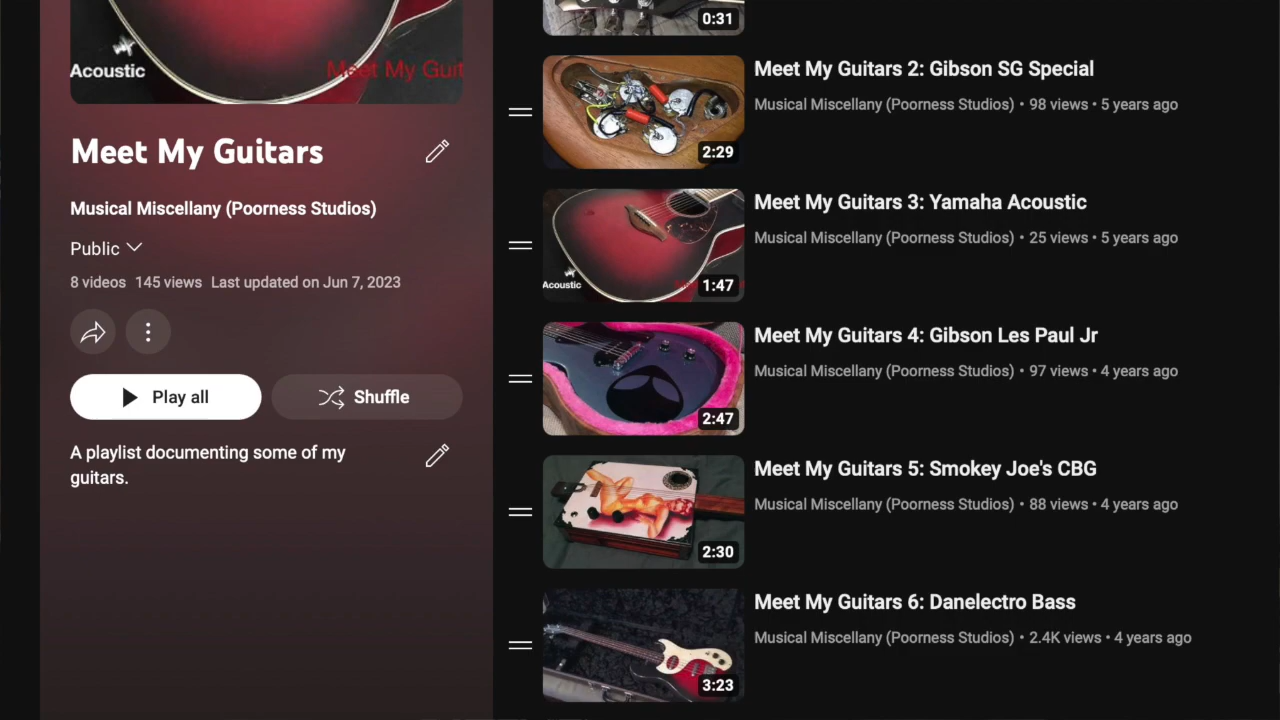 Acoustic
Meet My Guit
Meet My Guitars
Musical Miscellany (Poorness Studios)
Public
8 videos 145 views Last updated on Jun 7, 2023
Play all
Shuffle
A playlist documenting some of my
guitars.
0:31
Meet My Guitars 2: Gibson SG Special
Musical Miscellany (Poorness Studios) • 98 views • 5 years ago
2:29
Meet My Guitars 3: Yamaha Acoustic
Musical Miscellany (Poorness Studios) • 25 views • 5 years ago
Acoustic
1:47
Meet My Guitars 4: Gibson Les Paul Jr
Musical Miscellany (Poorness Studios) • 97 views • 4 years ago
2:47
Meet My Guitars 5: Smokey Joe's CBG
Musical Miscellany (Poorness Studios) • 88 views • 4 years ago
2:30
Meet My Guitars 6: Danelectro Bass
Musical Miscellany (Poorness Studios) • 2.4K views • 4 years ago
3:23